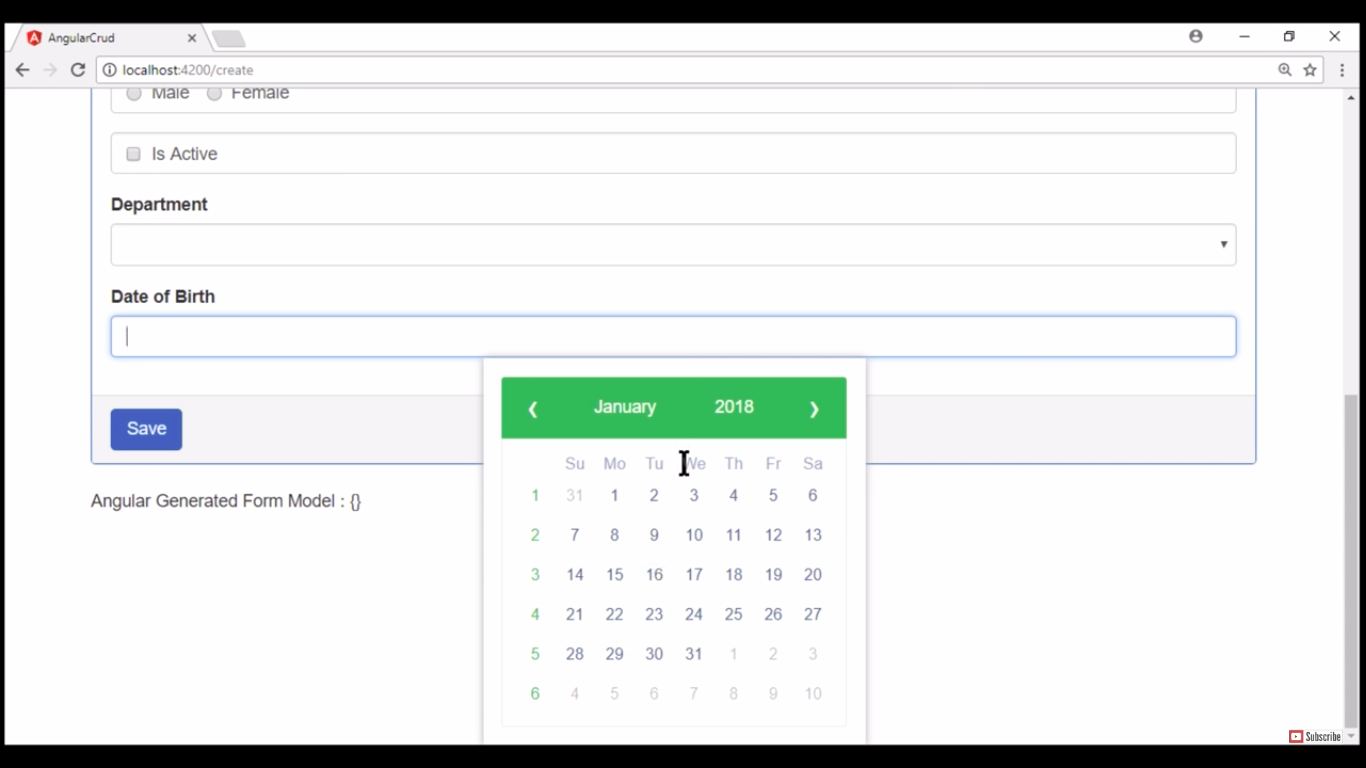 AngularCrud
localhost:4200/create
Male Female
Is Active
Department
Date of Birth
January 2018
Save
Su Mo Tu We Th Fr Sa
1 31 1 2 3 4 5 6
Angular Generated Form Model : {}
2 7 8 9 10 11 12 13
3 14 15 16 17 18 19 20
4 21 22 23 24 25 26 27
5 28 29 30 31 1 2 3
6 4 5 6 7 8 9 10
Subscribe